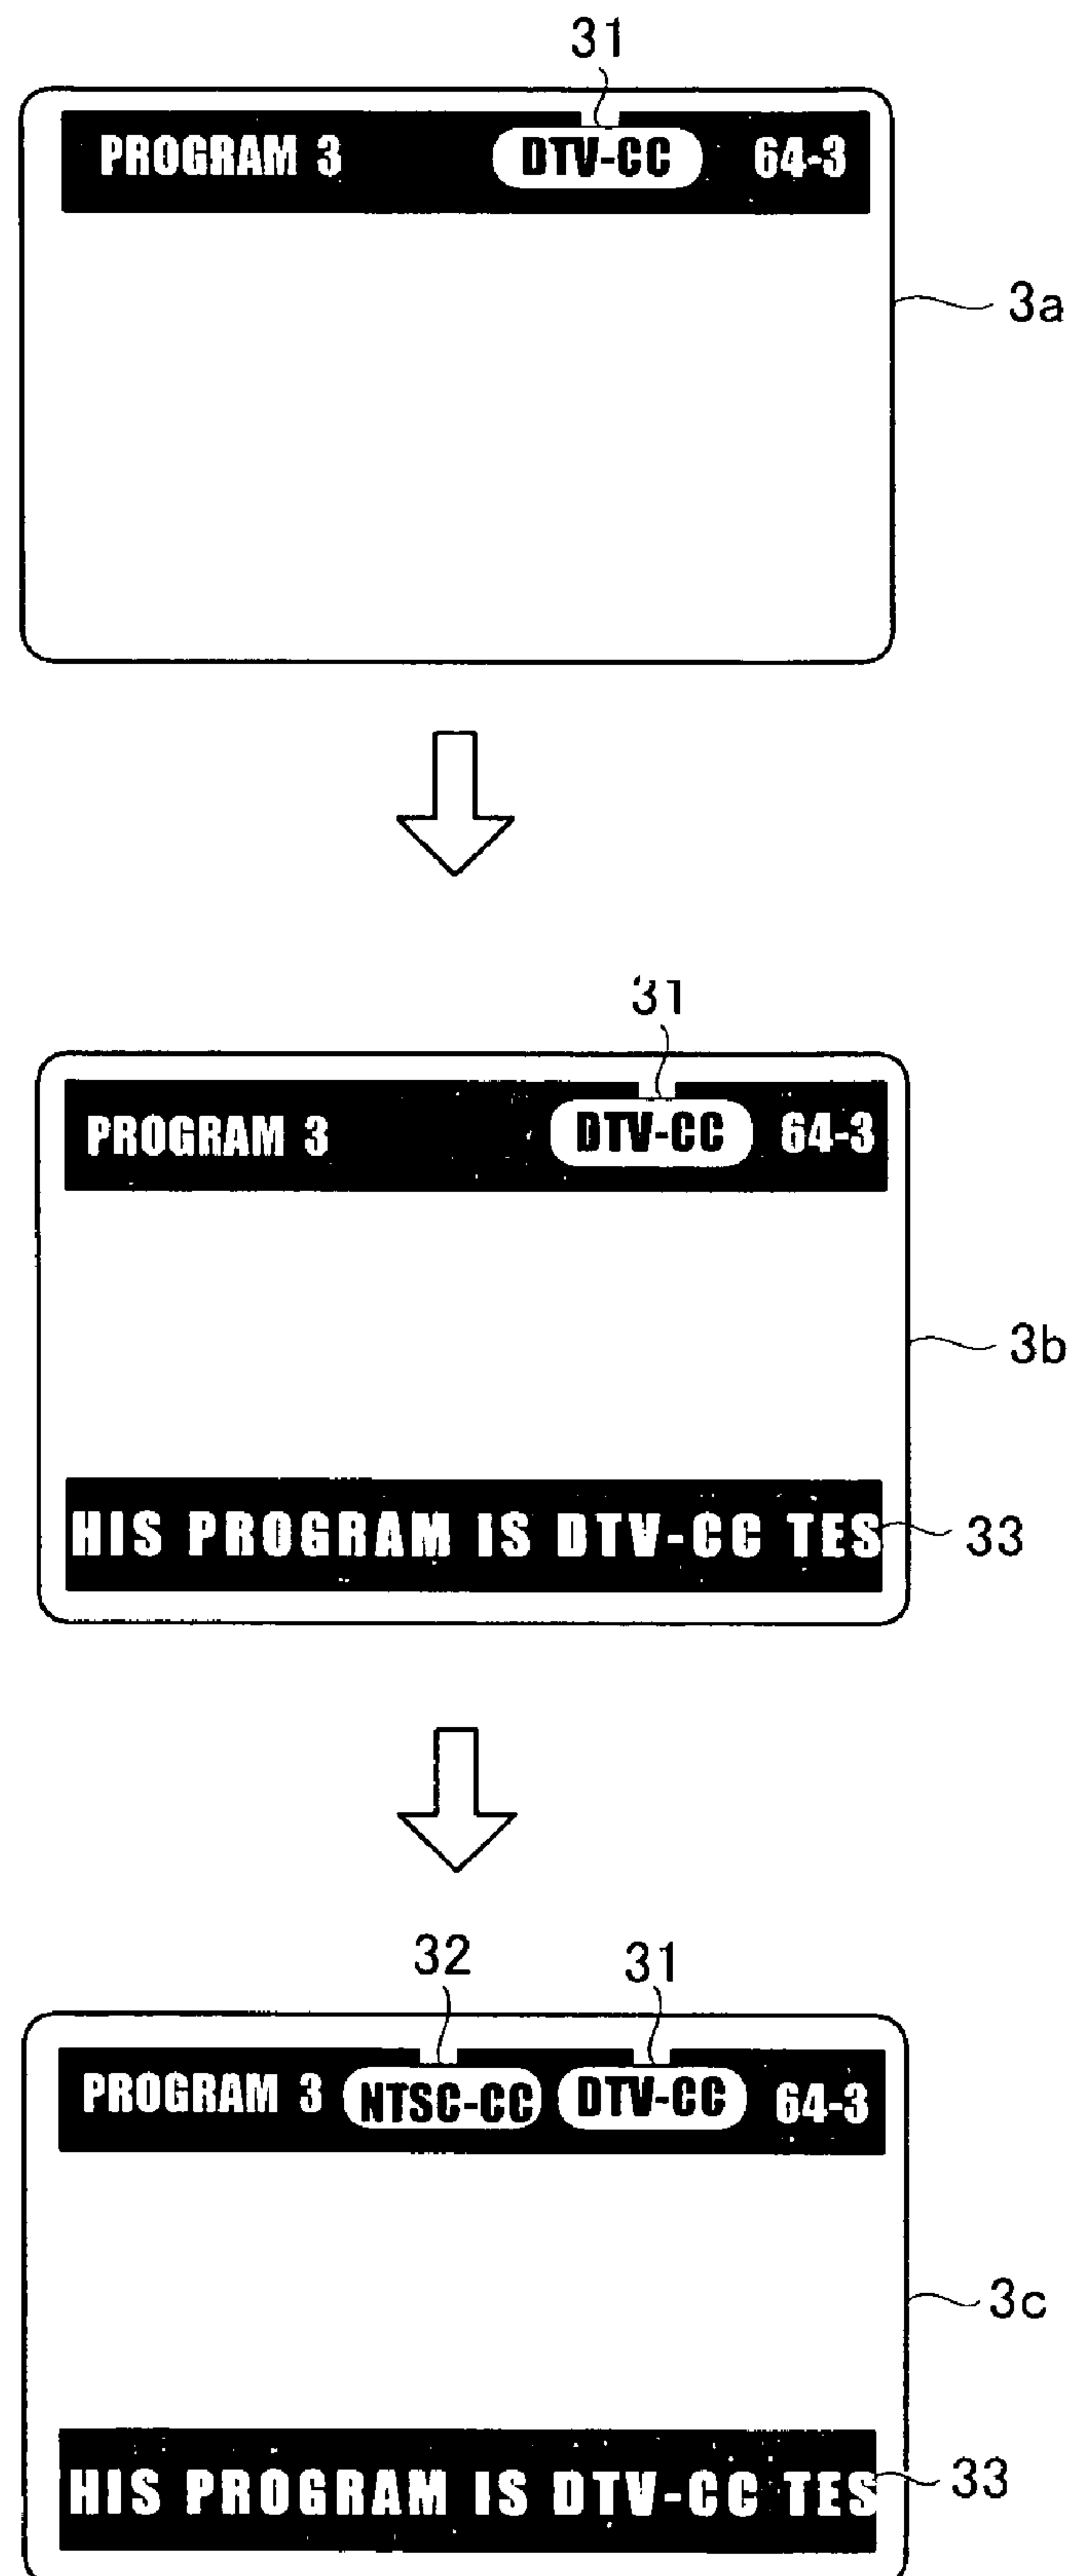 31
PROGRAM 3 DTV-CC 64-3
3a
31
PROGRAM 3 DTV-CC 64-3
3b
HIS PROGRAM IS DTV-CC TES 33
32 31
PROGRAM 3 NTSC-CC DTV-CC 64-3
3c
HIS PROGRAM IS DTV-CC TES 33